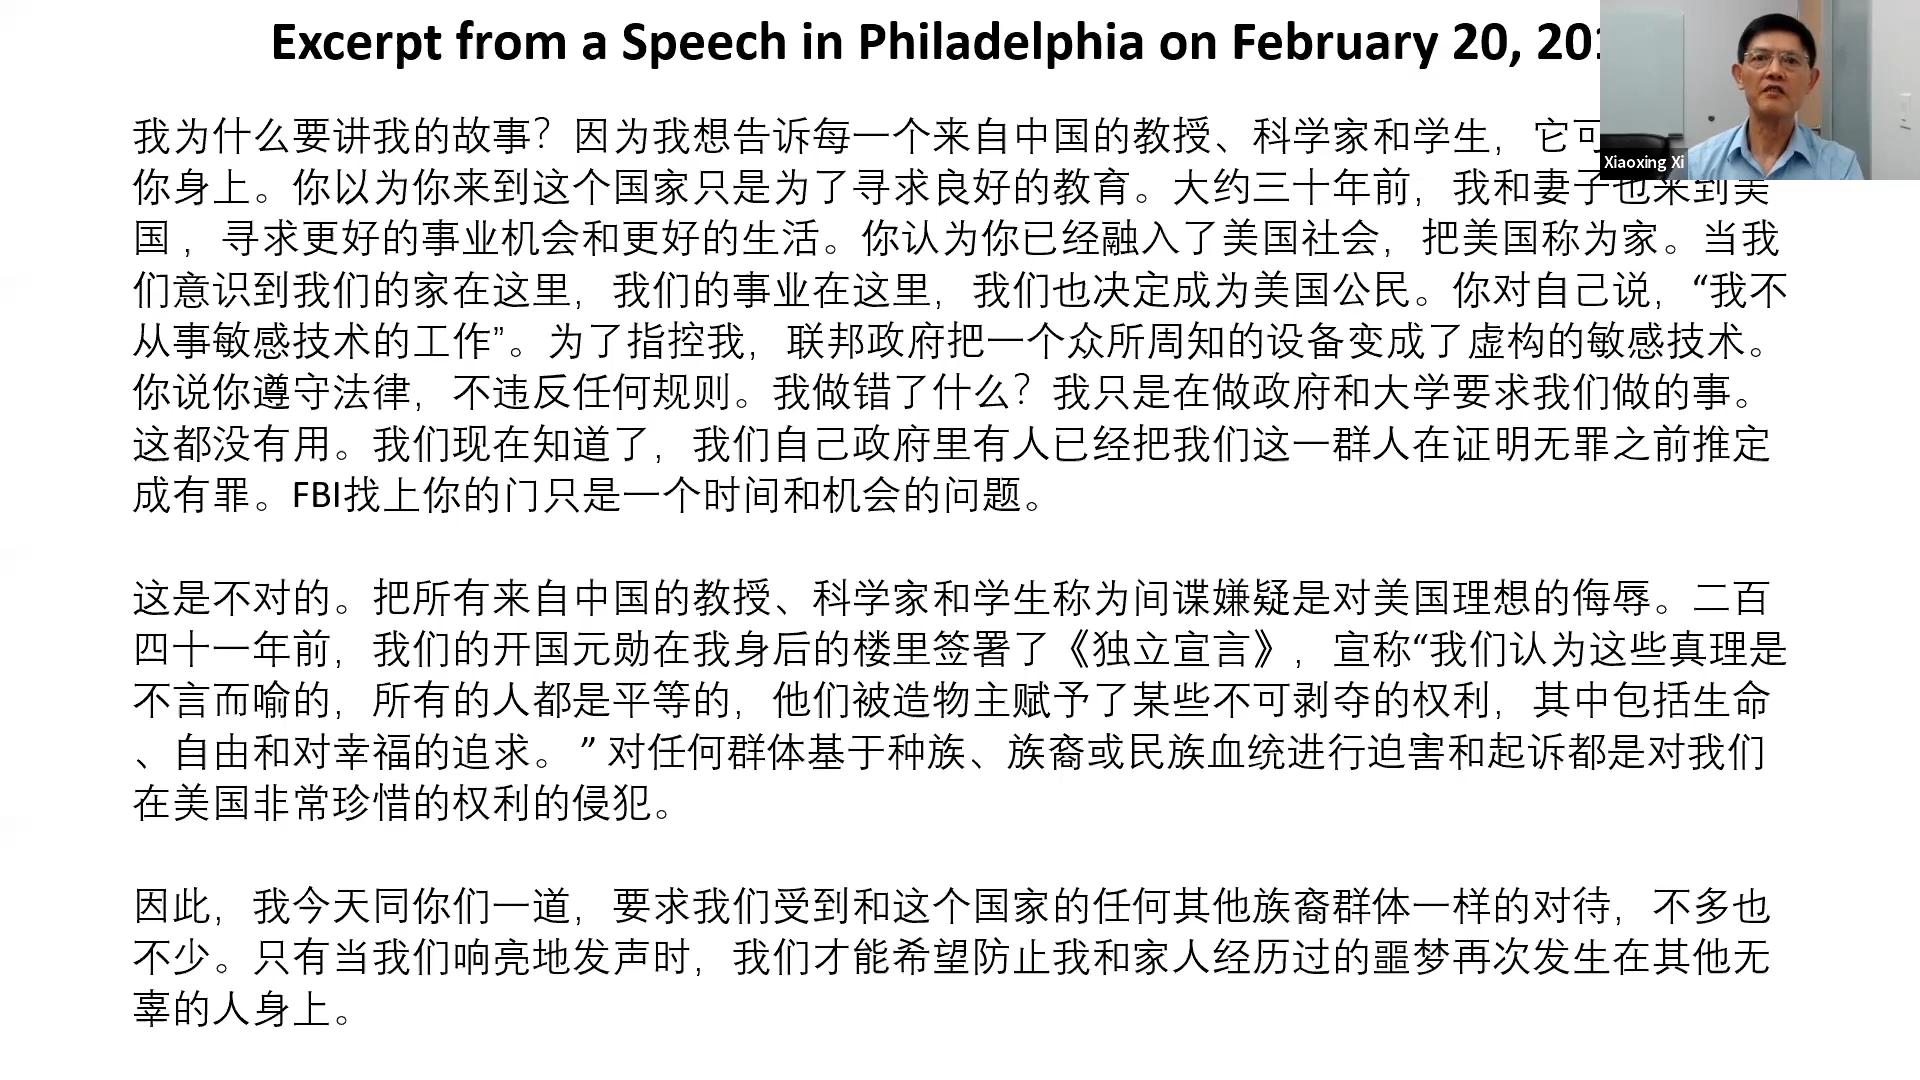 Excerpt from a Speech in Philadelphia on February 20, 20
Xiaoxing Xi
我为什么要讲我的故事？因为我想告诉每一个来自中国的教授、科学家和学生，它可
你身上。你以为你来到这个国家只是为了寻求良好的教育。大约三十年前，我和妻子也来到美
国 ，寻求更好的事业机会和更好的生活。你认为你已经融入了美国社会，把美国称为家。当我
们意识到我们的家在这里，我们的事业在这里，我们也决定成为美国公民。你对自己说，“我不
从事敏感技术的工作”。为了指控我，联邦政府把一个众所周知的设备变成了虚构的敏感技术。
你说你遵守法律，不违反任何规则。我做错了什么？我只是在做政府和大学要求我们做的事。
这都没有用。我们现在知道了，我们自己政府里有人已经把我们这一群人在证明无罪之前推定
成有罪。FBI找上你的门只是一个时间和机会的问题。
这是不对的。把所有来自中国的教授、科学家和学生称为间谍嫌疑是对美国理想的侮辱。二百
四十一年前，我们的开国元勋在我身后的楼里签署了《独立宣言》，宣称“我们认为这些真理是
不言而喻的，所有的人都是平等的，他们被造物主赋予了某些不可剥夺的权利，其中包括生命
、自由和对幸福的追求。” 对任何群体基于种族、族裔或民族血统进行迫害和起诉都是对我们
在美国非常珍惜的权利的侵犯。
因此，我今天同你们一道，要求我们受到和这个国家的任何其他族裔群体一样的对待，不多也
不少。只有当我们响亮地发声时，我们才能希望防止我和家人经历过的噩梦再次发生在其他无
辜的人身上。